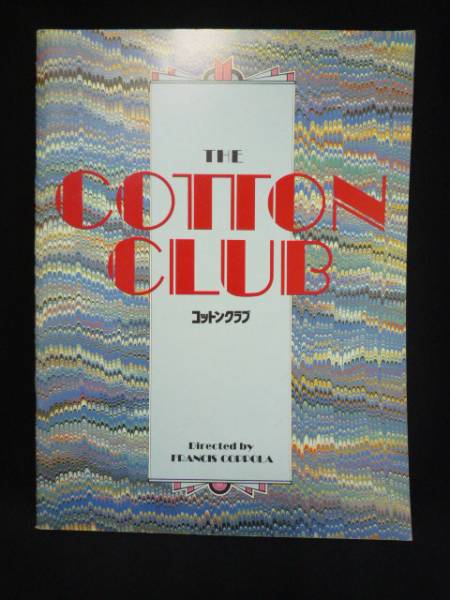 THE
COTTON
CLUB
コットンクラブ
Directed by
FRANCIS COPPOLA